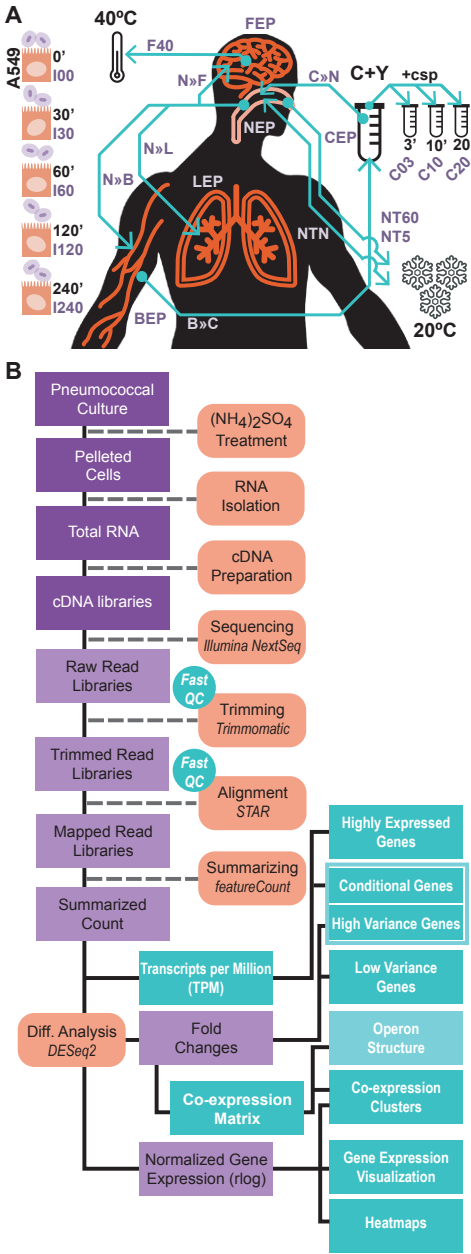 A
A549
0'
I00
30'
I30
60'
I60
120'
I120
240'
I240
40ºC
F40
FEP
N»F
C»N
C+Y
+csp
3'
10'
20
C03
C10
C20
NEP
CEP
N»L
N»B
LEP
NTN
NT60
NT5
20ºC
BEP
B»C
B
Pneumococcal
Culture
(NH4)2SO4
Treatment
Pelleted
Cells
RNA
Isolation
Total RNA
cDNA
Preparation
cDNA libraries
Sequencing
Illumina NextSeq
Raw Read
Libraries
Fast
QC
Trimming
Trimmomatic
Trimmed Read
Libraries
Fast
QC
Alignment
STAR
Mapped Read
Libraries
Summarizing
featureCount
Summarized
Count
Highly Expressed
Genes
Conditional Genes
High Variance Genes
Transcripts per Million
(TPM)
Low Variance
Genes
Diff. Analysis
DESeq2
Fold
Changes
Operon
Structure
Co-expression
Matrix
Co-expression
Clusters
Normalized Gene
Expression (rlog)
Gene Expression
Visualization
Heatmaps